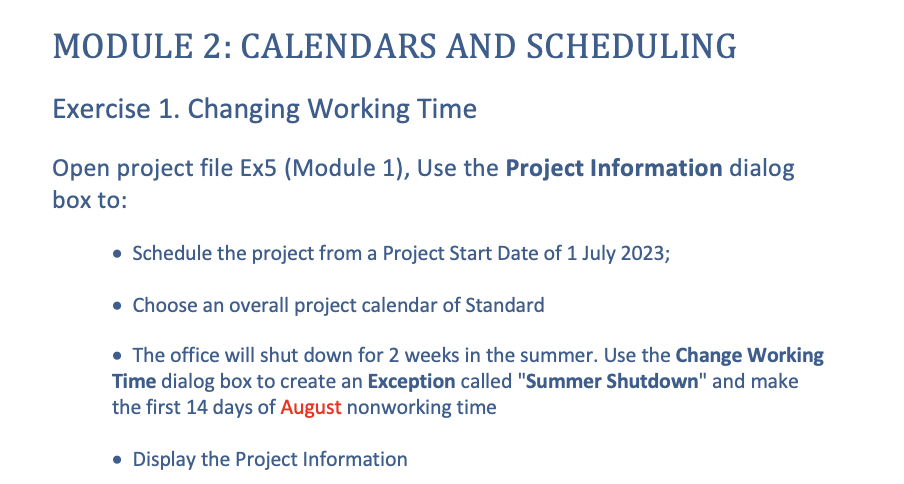 MODULE 2: CALENDARS AND SCHEDULING
Exercise 1. Changing Working Time
Open project file Ex5 (Module 1), Use the Project Information dialog
box to:
• Schedule the project from a Project Start Date of 1 July 2023;
• Choose an overall project calendar of Standard
• The office will shut down for 2 weeks in the summer. Use the Change Working
Time dialog box to create an Exception called "Summer Shutdown" and make
the first 14 days of August nonworking time
• Display the Project Information